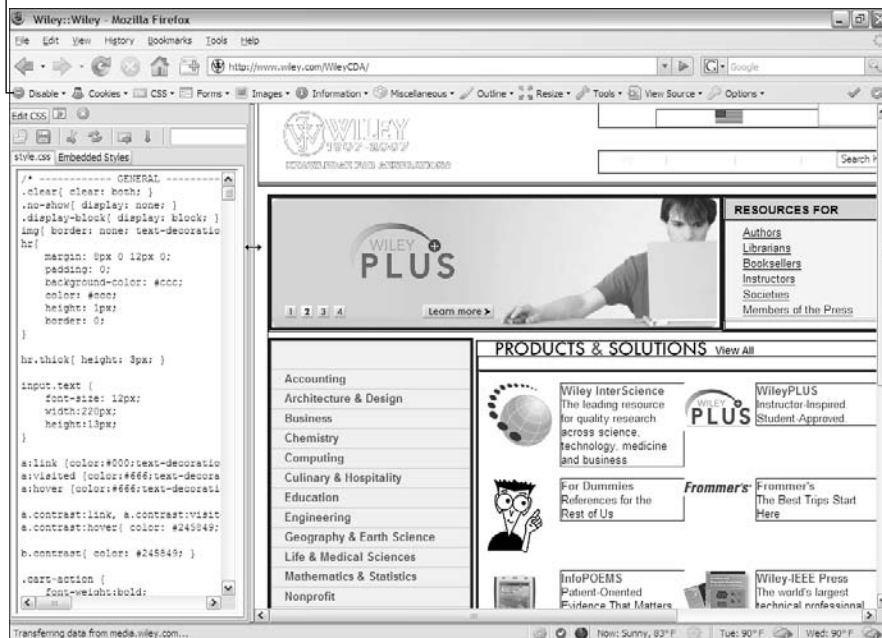 Wiley::Wiley - Mozilla Firefox
File Edit View History Bookmarks Tools Help
http://www.wiley.com/WileyCDA/
Google
Disable Cookies CSS Forms Images Information Miscellaneous Outline Resize Tools View Source Options
Edit CSS
style.css Embedded Styles
/* ------------ GENERAL ---------
.clear{ clear: both; }
.no-show{ display: none; }
.display-block{ display: block; }
img{ border: none; text-decoratio
hr{
margin: 8px 0 12px 0;
padding: 0;
background-color: #ccc;
color: #ccc;
height: 1px;
border: 0;
}
hr.thick{ height: 3px; }
input.text {
font-size: 12px;
width:220px;
height:13px;
}
a:link {color:#000;text-decoratio
a:visited {color:#666;text-decora
a:hover {color:#666;text-decorati
a.contrast:link, a.contrast:visit
a.contrast:hover{ color: #245849;
b.contrast{ color: #245849; }
.cart-action {
font-weight:bold;
WILEY
1807-2007
KNOWLEDGE FOR GENERATIONS
Search
WILEY
PLUS
1 2 3 4
Learn more
RESOURCES FOR
Authors
Librarians
Booksellers
Instructors
Societies
Members of the Press
Accounting
Architecture & Design
Business
Chemistry
Computing
Culinary & Hospitality
Education
Engineering
Geography & Earth Science
Life & Medical Sciences
Mathematics & Statistics
Nonprofit
PRODUCTS & SOLUTIONS View All
Wiley InterScience
The leading resource
for quality research
across science,
technology, medicine
and business
WILEY
PLUS
WileyPLUS
Instructor-Inspired.
Student-Approved.
For Dummies
References for the
Rest of Us
Frommer's
Frommer's
The Best Trips Start
Here
InfoPOEMS
Patient-Oriented
Evidence That Matters
Wiley-IEEE Press
The world's largest
technical professional
Transferring data from media.wiley.com...
Now: Sunny, 83°F
Tue: 90°F
Wed: 90°F